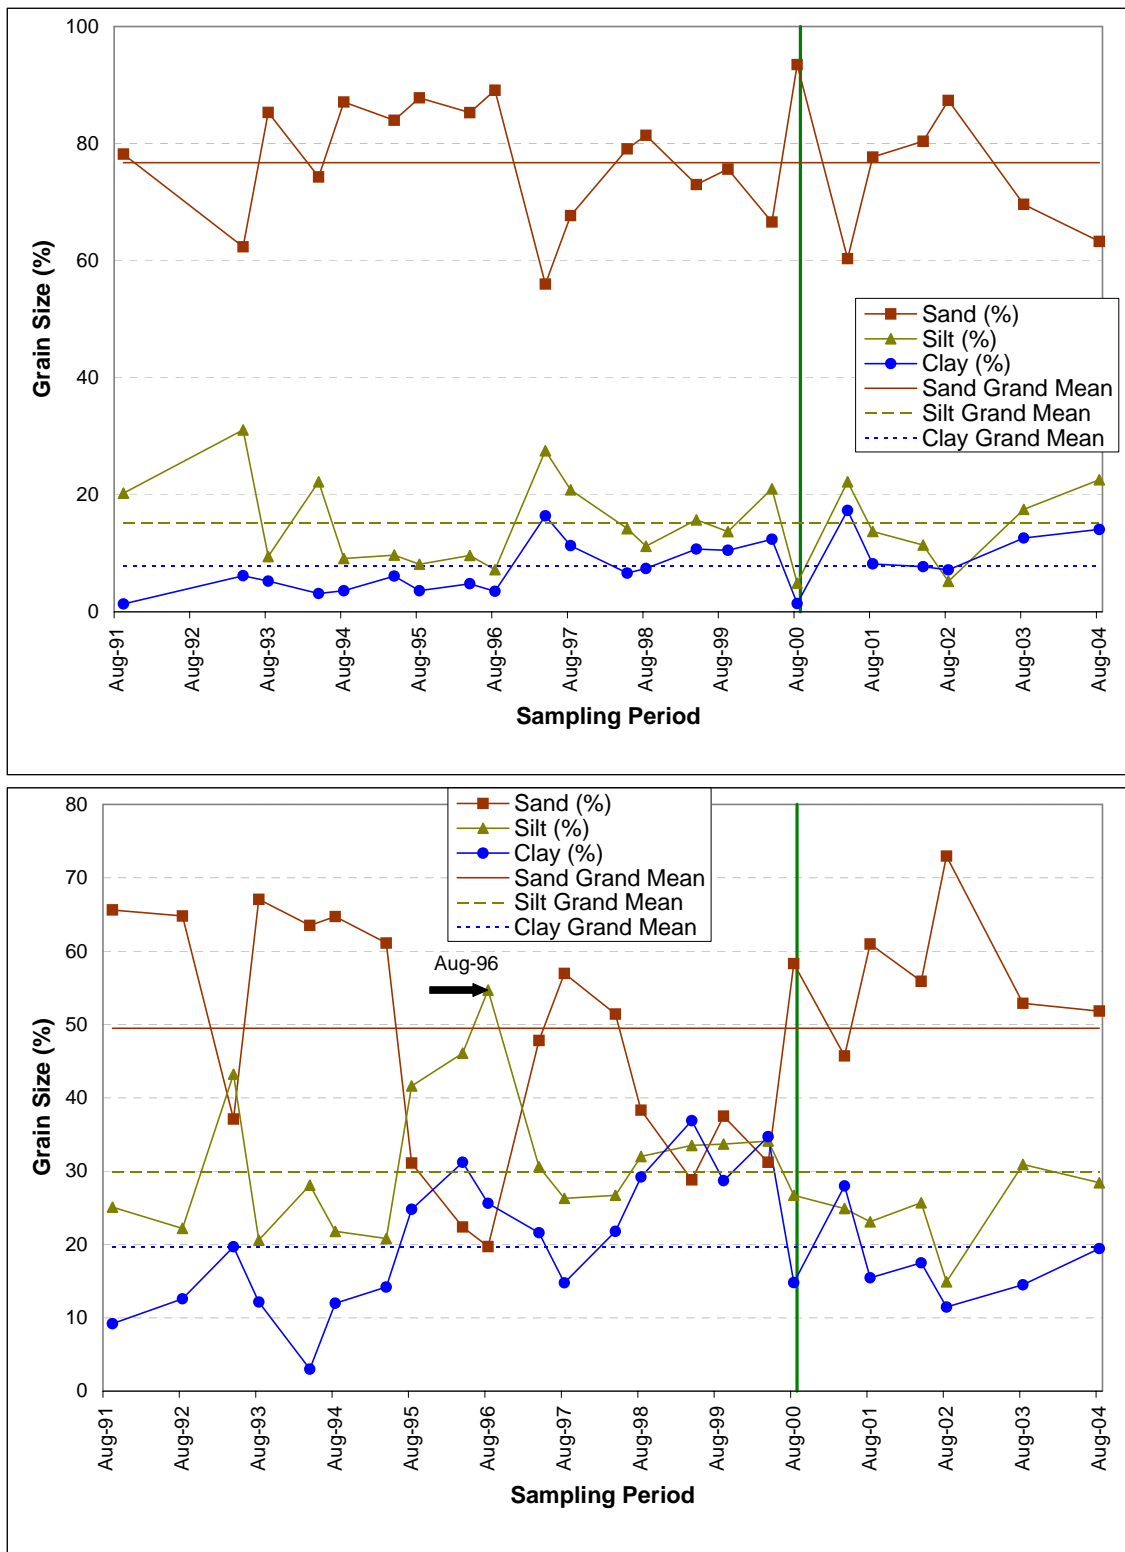 100
80
60
40
20
0
Grain Size (%)
Sand (%)
Silt (%)
Clay (%)
Sand Grand Mean
Silt Grand Mean
Clay Grand Mean
Aug-91
Aug-92
Aug-93
Aug-94
Aug-95
Aug-96
Aug-97
Aug-98
Aug-99
Aug-00
Aug-01
Aug-02
Aug-03
Aug-04
Sampling Period
80
70
60
50
40
30
20
10
0
Grain Size (%)
Sand (%)
Silt (%)
Clay (%)
Sand Grand Mean
Silt Grand Mean
Clay Grand Mean
Aug-96
Aug-91
Aug-92
Aug-93
Aug-94
Aug-95
Aug-96
Aug-97
Aug-98
Aug-99
Aug-00
Aug-01
Aug-02
Aug-03
Aug-04
Sampling Period